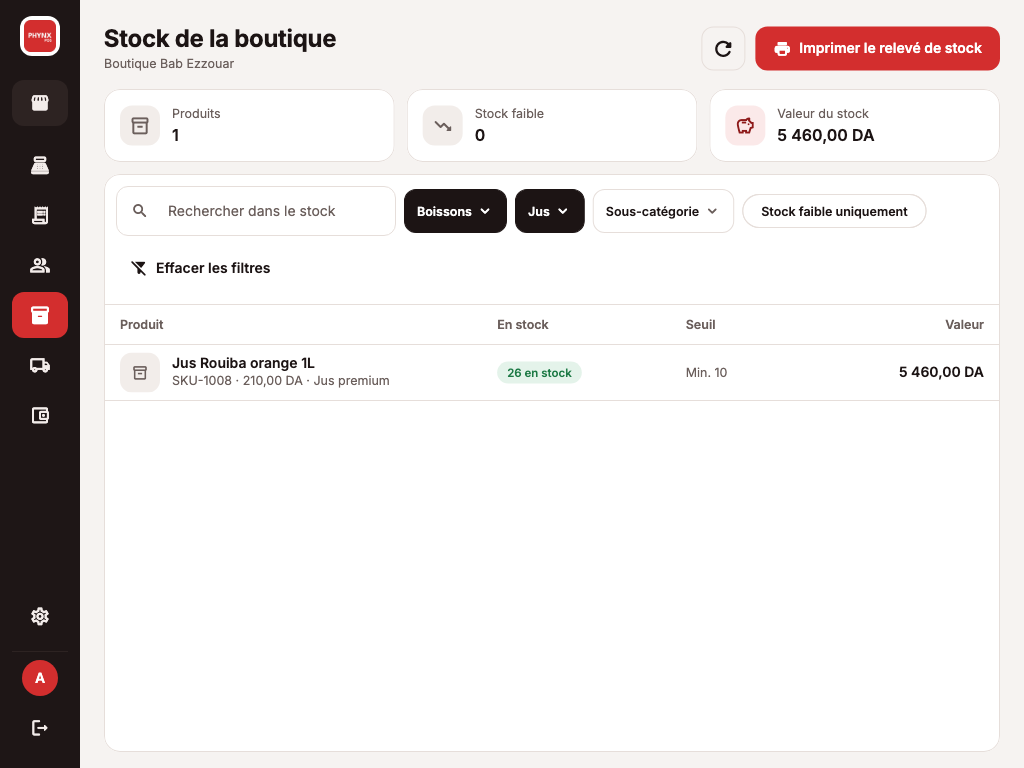 PHYNX
Stock de la boutique
Boutique Bab Ezzouar
Imprimer le relevé de stock
Produits
1
Stock faible
0
Valeur du stock
5 460,00 DA
Rechercher dans le stock
Boissons
Jus
Sous-catégorie
Stock faible uniquement
Effacer les filtres
Produit
En stock
Seuil
Valeur
Jus Rouiba orange 1L
SKU-1008 · 210,00 DA · Jus premium
26 en stock
Min. 10
5 460,00 DA
A